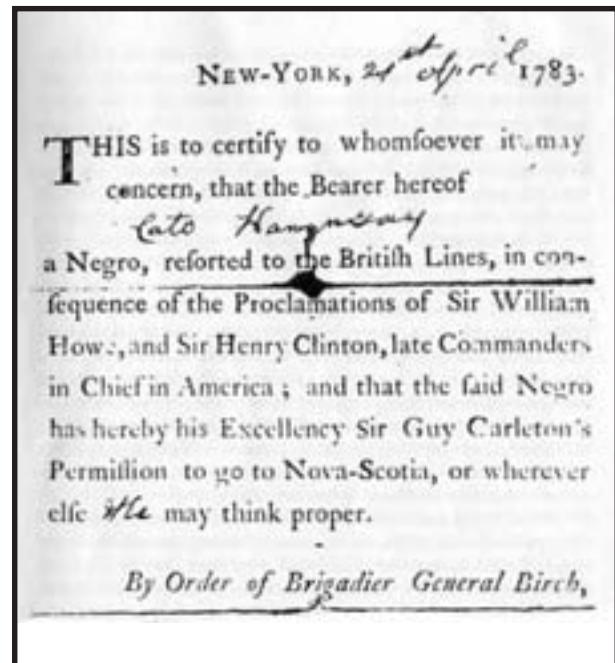 NEW-YORK, 21st April 1783.
THIS is to certify to whomſoever it may
concern, that the Bearer hereof
Cato
a Negro, reſorted to the Britiſh Lines, in con-
ſequence of the Proclamations of Sir William
Howe, and Sir Henry Clinton, late Commanders
in Chief in America; and that the ſaid Negro
has hereby his Excellency Sir Guy Carleton's
Permiſſion to go to Nova-Scotia, or wherever
elſe He may think proper.
By Order of Brigadier General Birch,